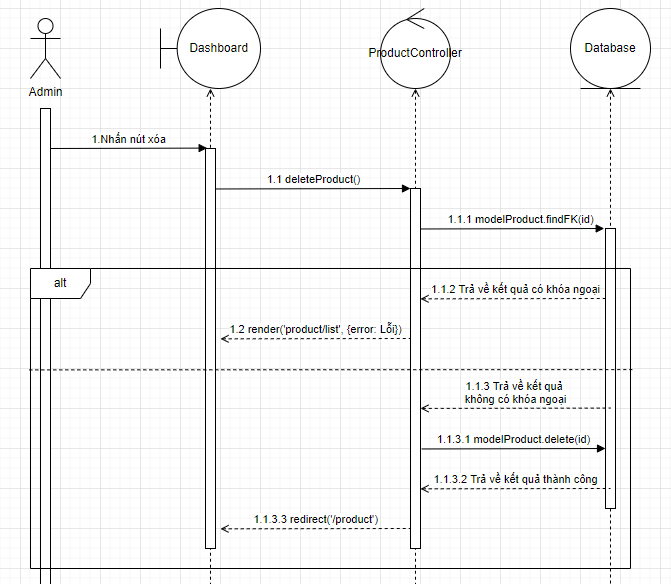 Dashboard
ProductController
Database
Admin
1.Nhấn nút xóa
1.1 deleteProduct()
1.1.1 modelProduct.findFK(id)
alt
1.1.2 Trả về kết quả có khóa ngoại
1.2 render('product/list', {error: Lỗi})
1.1.3 Trả về kết quả
không có khóa ngoại
1.1.3.1 modelProduct.delete(id)
1.1.3.2 Trả về kết quả thành công
1.1.3.3 redirect('/product')